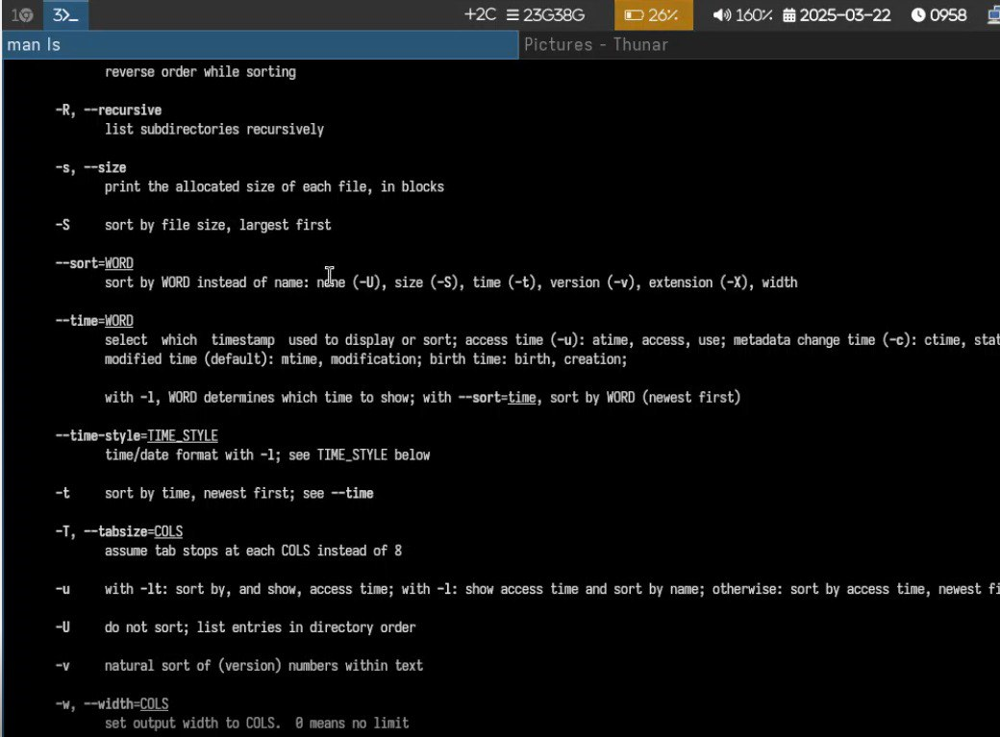 1
3
+2C 23G38G 26% 160% 2025-03-22 0958
man ls
Pictures - Thunar
reverse order while sorting
-R, --recursive
list subdirectories recursively
-s, --size
print the allocated size of each file, in blocks
-S sort by file size, largest first
--sort=WORD
sort by WORD instead of name: none (-U), size (-S), time (-t), version (-v), extension (-X), width
--time=WORD
select which timestamp used to display or sort; access time (-u): atime, access, use; metadata change time (-c): ctime, stat
modified time (default): mtime, modification; birth time: birth, creation;
with -l, WORD determines which time to show; with --sort=time, sort by WORD (newest first)
--time-style=TIME_STYLE
time/date format with -l; see TIME_STYLE below
-t sort by time, newest first; see --time
-T, --tabsize=COLS
assume tab stops at each COLS instead of 8
-u with -lt: sort by, and show, access time; with -l: show access time and sort by name; otherwise: sort by access time, newest fi
-U do not sort; list entries in directory order
-v natural sort of (version) numbers within text
-w, --width=COLS
set output width to COLS. 0 means no limit